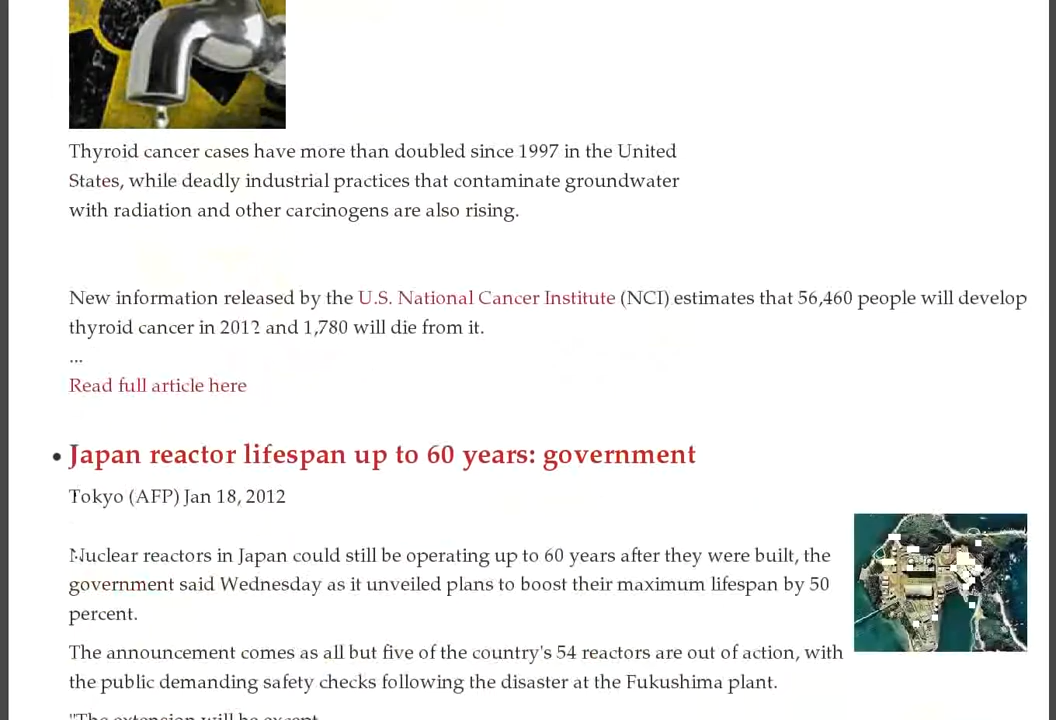 Thyroid cancer cases have more than doubled since 1997 in the United
States, while deadly industrial practices that contaminate groundwater
with radiation and other carcinogens are also rising.
New information released by the U.S. National Cancer Institute (NCI) estimates that 56,460 people will develop
thyroid cancer in 2012 and 1,780 will die from it.
...
Read full article here
• Japan reactor lifespan up to 60 years: government
Tokyo (AFP) Jan 18, 2012
Nuclear reactors in Japan could still be operating up to 60 years after they were built, the
government said Wednesday as it unveiled plans to boost their maximum lifespan by 50
percent.
The announcement comes as all but five of the country's 54 reactors are out of action, with
the public demanding safety checks following the disaster at the Fukushima plant.
"The extension will be except